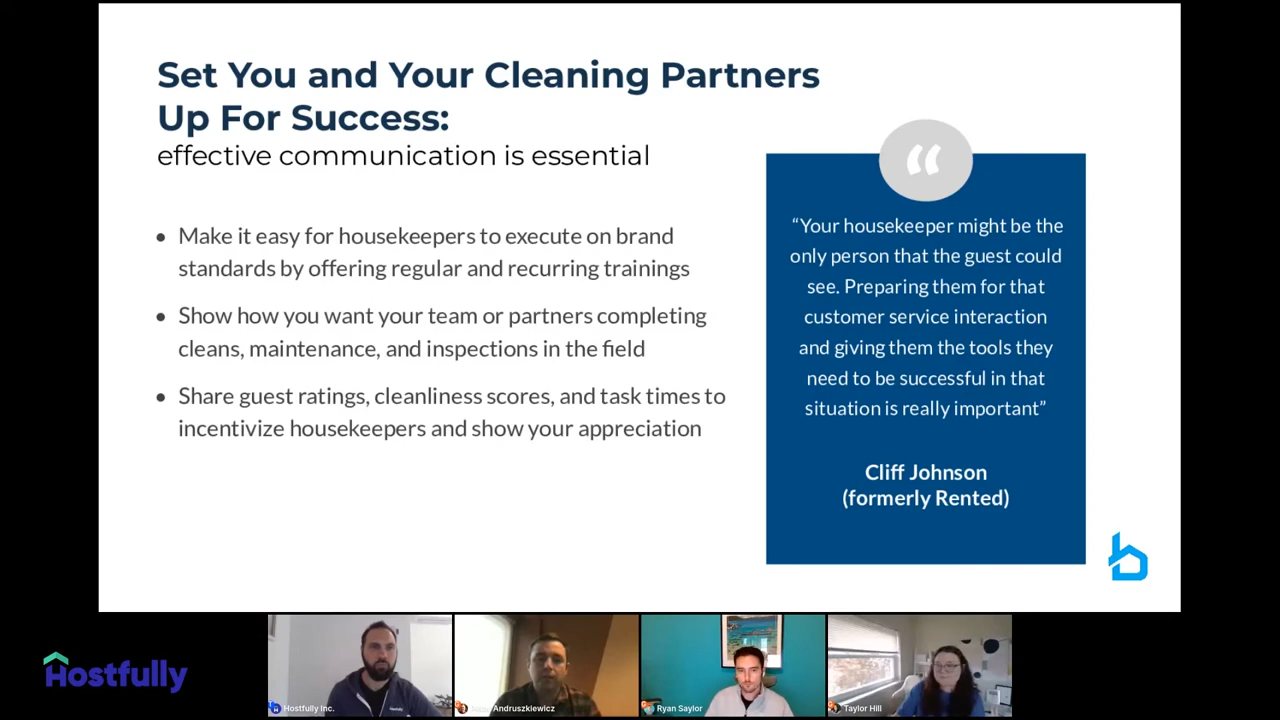 Set You and Your Cleaning Partners
Up For Success:
effective communication is essential
• Make it easy for housekeepers to execute on brand
standards by offering regular and recurring trainings
• Show how you want your team or partners completing
cleans, maintenance, and inspections in the field
• Share guest ratings, cleanliness scores, and task times to
incentivize housekeepers and show your appreciation
“
“Your housekeeper might be the
only person that the guest could
see. Preparing them for that
customer service interaction
and giving them the tools they
need to be successful in that
situation is really important”
Cliff Johnson
(formerly Rented)
Hostfully
Hostfully Inc.
Andruszkiewicz
Ryan Saylor
Taylor Hill